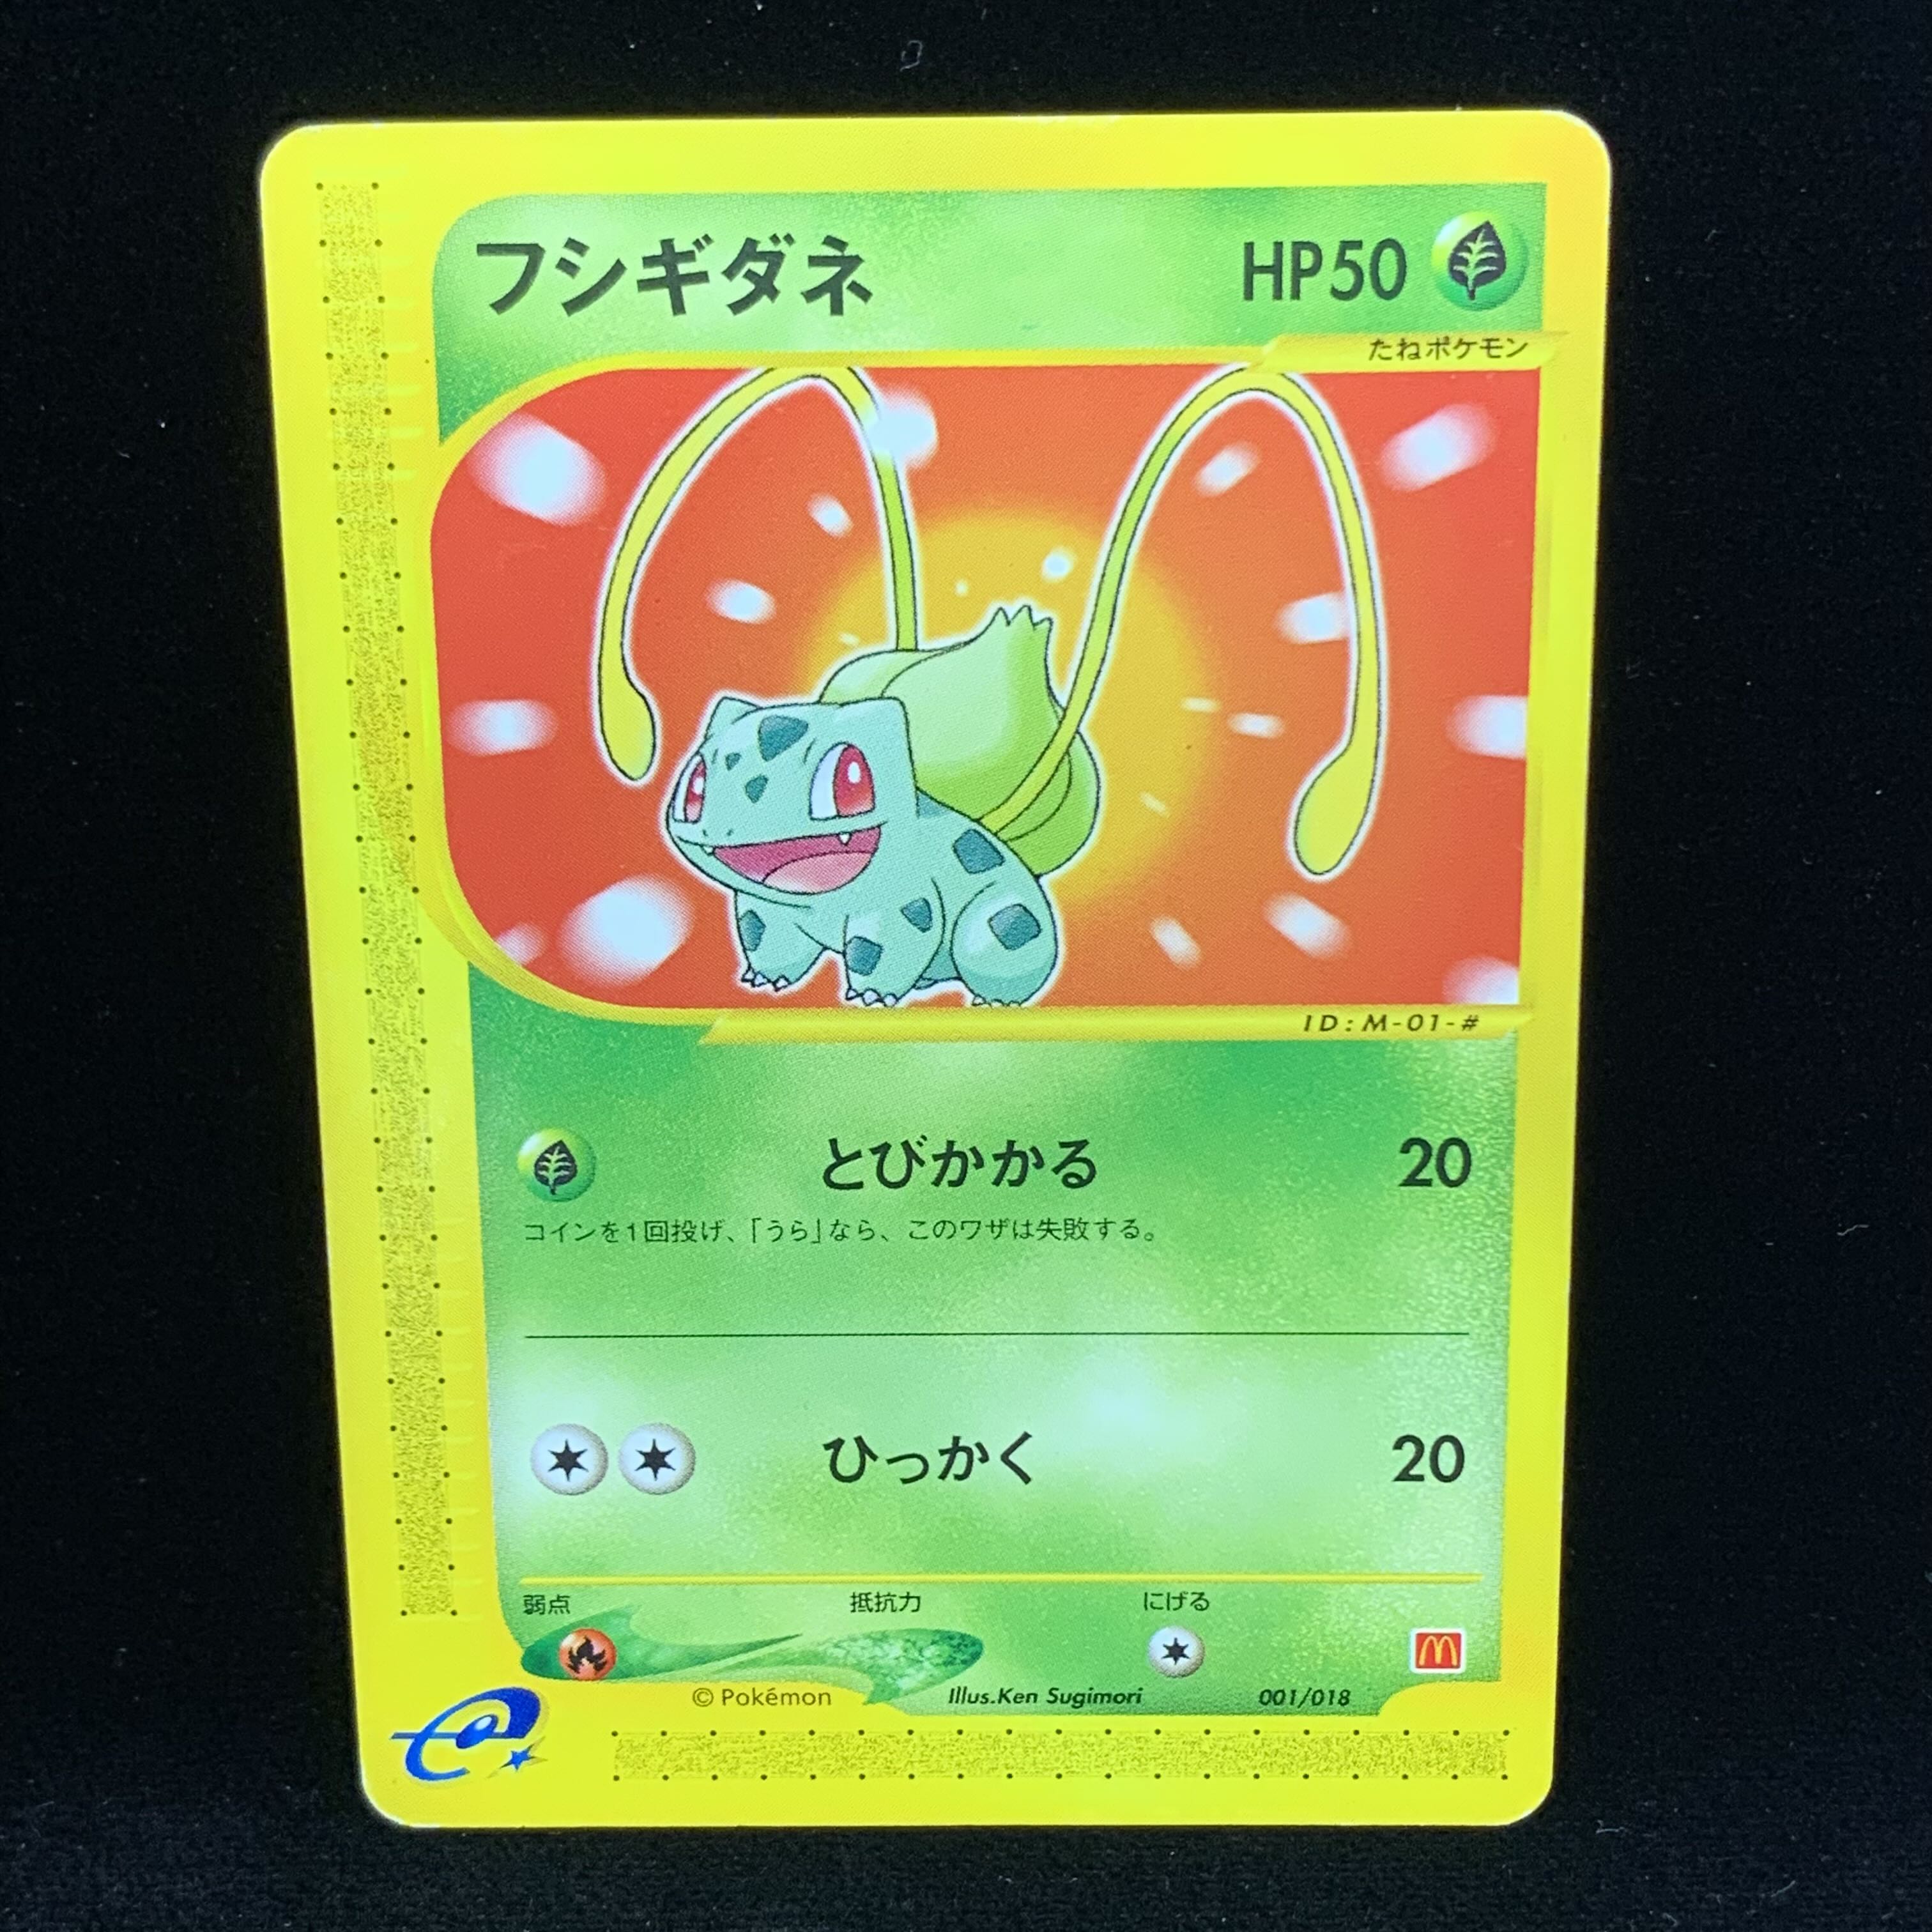 フシギダネ HP50
たねポケモン
ID:M-01-#
とびかかる 20
コインを1回投げ、「うら」なら、このワザは失敗する。
ひっかく 20
弱点 抵抗力 にげる
© Pokémon Illus.Ken Sugimori 001/018